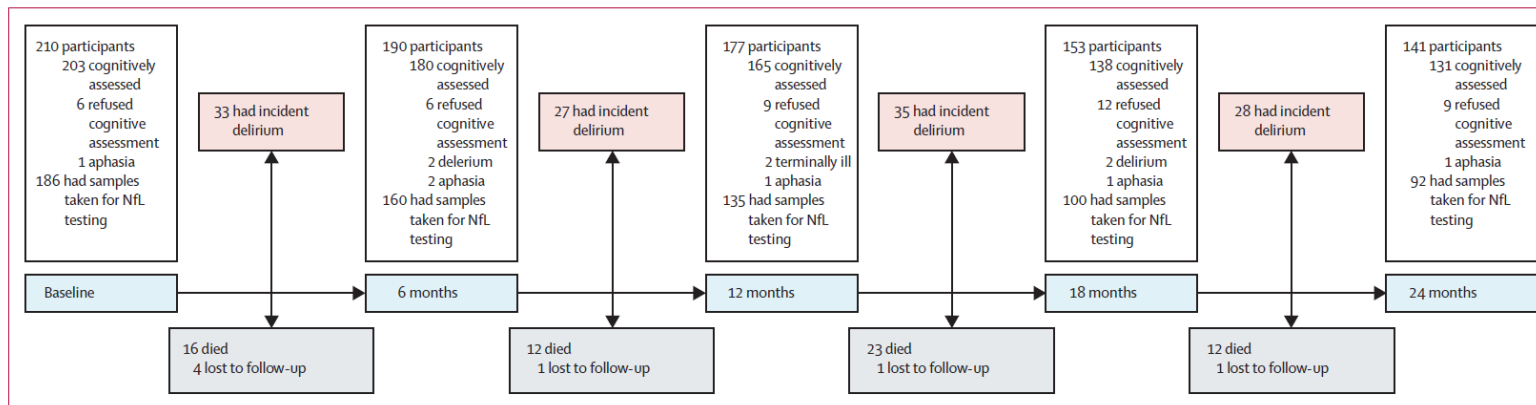 210 participants
203 cognitively
assessed
6 refused
cognitive
assessment
1 aphasia
186 had samples
taken for NfL
testing
33 had incident
delirium
190 participants
180 cognitively
assessed
6 refused
cognitive
assessment
2 delerium
2 aphasia
160 had samples
taken for NfL
testing
27 had incident
delirium
177 participants
165 cognitively
assessed
9 refused
cognitive
assessment
2 terminally ill
1 aphasia
135 had samples
taken for NfL
testing
35 had incident
delirium
153 participants
138 cognitively
assessed
12 refused
cognitive
assessment
2 delirium
1 aphasia
100 had samples
taken for NfL
testing
28 had incident
delirium
141 participants
131 cognitively
assessed
9 refused
cognitive
assessment
1 aphasia
92 had samples
taken for NfL
testing
Baseline
6 months
12 months
18 months
24 months
16 died
4 lost to follow-up
12 died
1 lost to follow-up
23 died
1 lost to follow-up
12 died
1 lost to follow-up